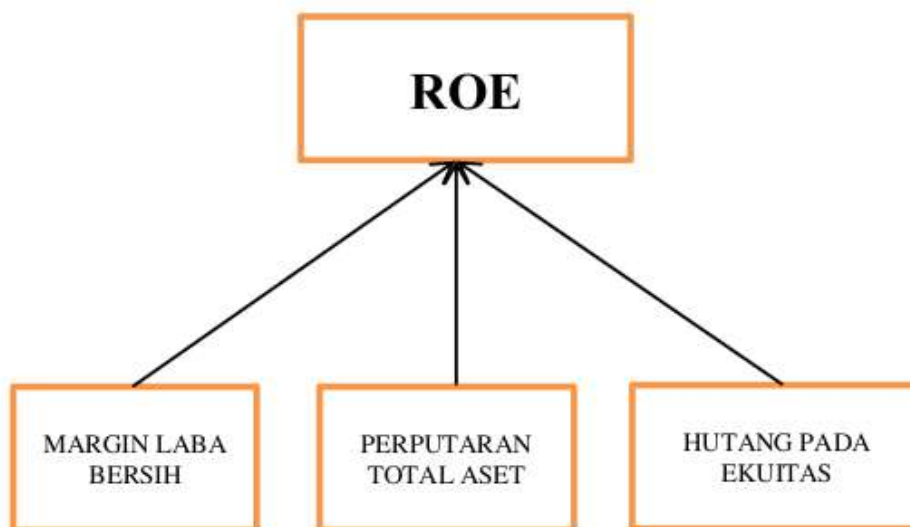 ROE
MARGIN LABA
BERSIH
PERPUTARAN
TOTAL ASET
HUTANG PADA
EKUITAS